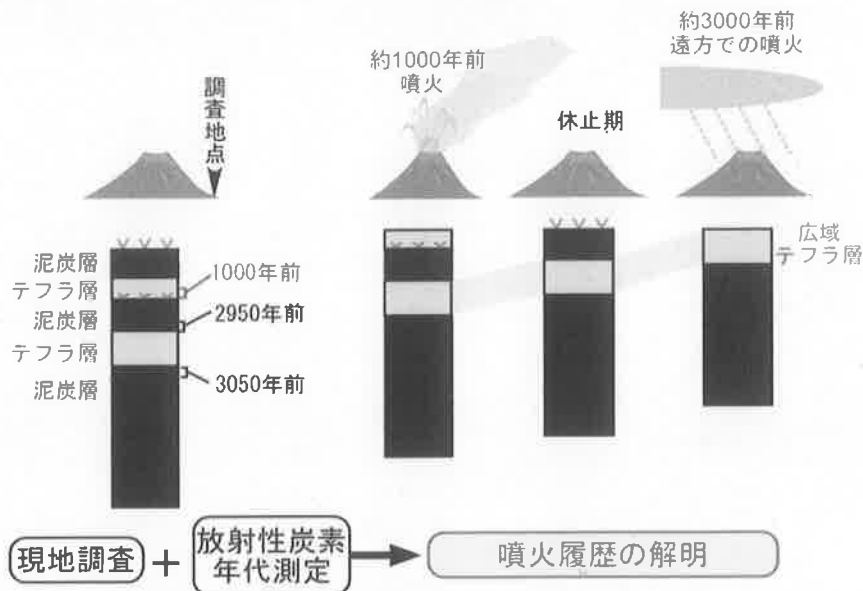 約1000年前
噴火
約3000年前
遠方での噴火
調査地点
休止期
泥炭層
テフラ層
泥炭層
テフラ層
泥炭層
1000年前
2950年前
3050年前
広域
テフラ層
現地調査
+
放射性炭素
年代測定
噴火履歴の解明